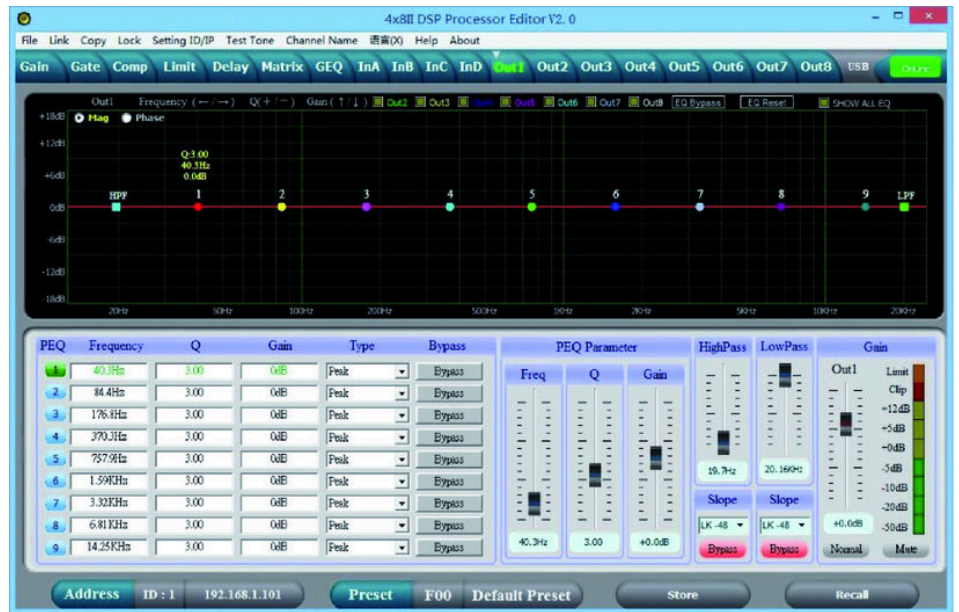 4x8II DSP Processor Editor V2. 0
File Link Copy Lock Setting ID/IP Test Tone Channel Name 语言(X) Help About
Gain Gate Comp Limit Delay Matrix GEQ InA InB InC InD Out1 Out2 Out3 Out4 Out5 Out6 Out7 Out8 USB OnLine
Out1 Frequency (←/→) Q(+/-) Gain(↑/↓) Out2 Out3 Out5 Out6 Out7 Out8 EQ Bypass EQ Reset SHOW ALL EQ
+18dB Mag Phase
+12dB
Q:3.00
40.3Hz
+6dB 0.0dB
HPF 1 2 3 4 5 6 7 8 9 LPF
0dB
-6dB
-12dB
-18dB
20Hz 50Hz 100Hz 200Hz 500Hz 1KHz 2KHz 5KHz 10KHz 20KHz
PEQ Frequency Q Gain Type Bypass
1 40.3Hz 3.00 0dB Peak Bypass
2 84.4Hz 3.00 0dB Peak Bypass
3 176.8Hz 3.00 0dB Peak Bypass
4 370.3Hz 3.00 0dB Peak Bypass
5 757.9Hz 3.00 0dB Peak Bypass
6 1.59KHz 3.00 0dB Peak Bypass
7 3.32KHz 3.00 0dB Peak Bypass
8 6.81KHz 3.00 0dB Peak Bypass
9 14.25KHz 3.00 0dB Peak Bypass
PEQ Parameter
Freq Q Gain
40.3Hz 3.00 +0.0dB
HighPass LowPass
19.7Hz 20.16KHz
Slope Slope
LK -48 LK -48
Bypass Bypass
Gain
Out1 Limit
Clip
+12dB
+5dB
+0dB
-5dB
-10dB
-20dB
+0.0dB -50dB
Normal Mute
Address ID : 1 192.168.1.101 Preset F00 Default Preset Store Recall